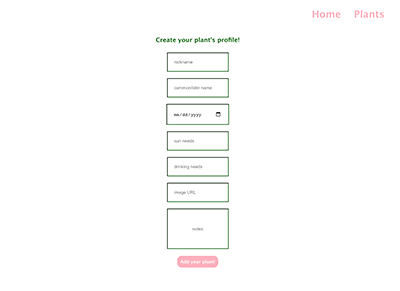 Home Plants
Create your plant's profile!
nickname
common/latin name
mm/dd/yyyy
sun needs
drinking needs
image URL
notes
Add your plant!